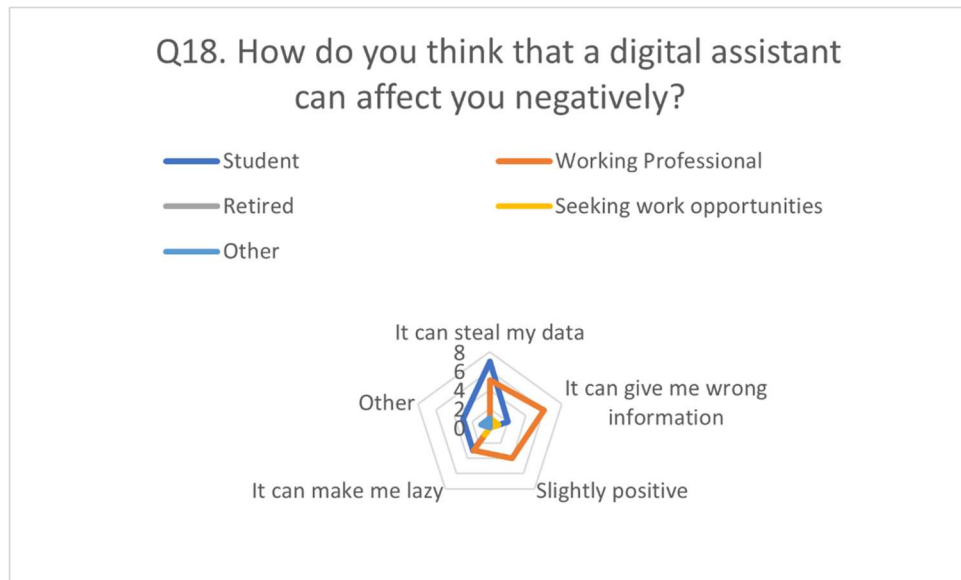 Q18. How do you think that a digital assistant
can affect you negatively?
Student
Working Professional
Retired
Seeking work opportunities
Other
It can steal my data
8
6
4
2
0
It can give me wrong
information
Slightly positive
It can make me lazy
Other